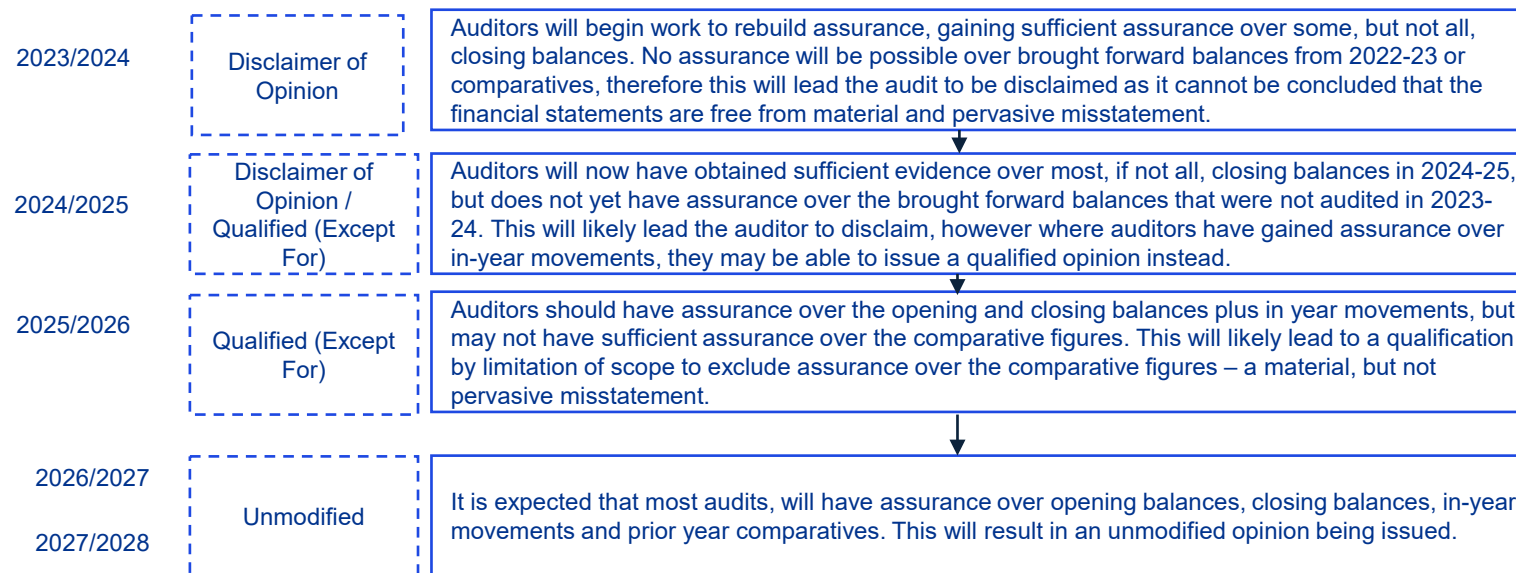 2023/2024
Disclaimer of
Opinion
Auditors will begin work to rebuild assurance, gaining sufficient assurance over some, but not all,
closing balances. No assurance will be possible over brought forward balances from 2022-23 or
comparatives, therefore this will lead the audit to be disclaimed as it cannot be concluded that the
financial statements are free from material and pervasive misstatement.
2024/2025
Disclaimer of
Opinion /
Qualified (Except
For)
Auditors will now have obtained sufficient evidence over most, if not all, closing balances in 2024-25,
but does not yet have assurance over the brought forward balances that were not audited in 2023-
24. This will likely lead the auditor to disclaim, however where auditors have gained assurance over
in-year movements, they may be able to issue a qualified opinion instead.
2025/2026
Qualified (Except
For)
Auditors should have assurance over the opening and closing balances plus in year movements, but
may not have sufficient assurance over the comparative figures. This will likely lead to a qualification
by limitation of scope to exclude assurance over the comparative figures – a material, but not
pervasive misstatement.
2026/2027
2027/2028
Unmodified
It is expected that most audits, will have assurance over opening balances, closing balances, in-year
movements and prior year comparatives. This will result in an unmodified opinion being issued.